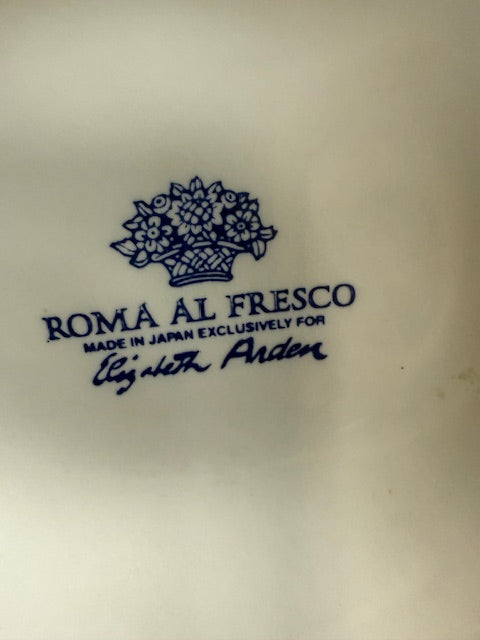 ROMA AL FRESCO
MADE IN JAPAN EXCLUSIVELY FOR
Elizabeth Arden